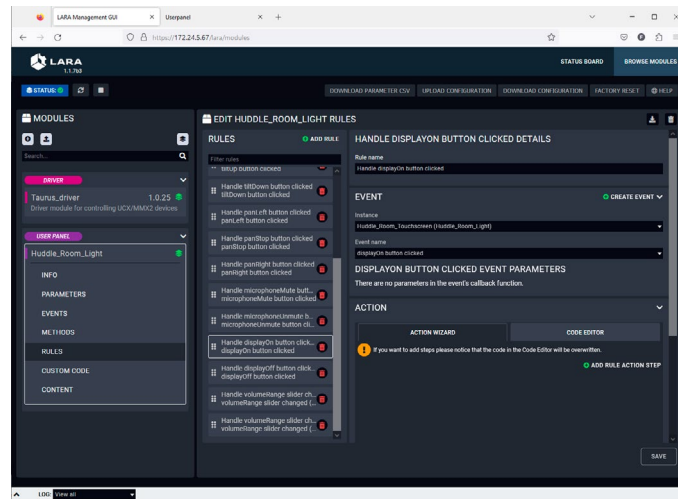 LARA Management GUI
Userpanel
https://172.24.5.67/lara/modules
LARA
1.1.7b3
STATUS BOARD
BROWSE MODULES
STATUS:
DOWNLOAD PARAMETER CSV
UPLOAD CONFIGURATION
DOWNLOAD CONFIGURATION
FACTORY RESET
HELP
MODULES
Search...
DRIVER
Taurus_driver 1.0.25
Driver module for controlling UCX/MMX2 devices
USER PANEL
Huddle_Room_Light
INFO
PARAMETERS
EVENTS
METHODS
RULES
CUSTOM CODE
CONTENT
EDIT HUDDLE_ROOM_LIGHT RULES
RULES
ADD RULE
Filter rules
tiltUp button clicked
Handle tiltDown button clicked
tiltDown button clicked
Handle panLeft button clicked
panLeft button clicked
Handle panStop button clicked
panStop button clicked
Handle panRight button clicked
panRight button clicked
Handle microphoneMute butt...
microphoneMute button clicked
Handle microphoneUnmute b...
microphoneUnmute button cli...
Handle displayOn button click...
displayOn button clicked
Handle displayOff button click...
displayOff button clicked
Handle volumeRange slider ch...
volumeRange slider changed (...
Handle volumeRange slider ch...
volumeRange slider changed (...
HANDLE DISPLAYON BUTTON CLICKED DETAILS
Rule name
Handle displayOn button clicked
EVENT
CREATE EVENT
Instance
Huddle_Room_Touchscreen (Huddle_Room_Light)
Event name
displayOn button clicked
DISPLAYON BUTTON CLICKED EVENT PARAMETERS
There are no parameters in the event's callback function.
ACTION
ACTION WIZARD
CODE EDITOR
If you want to add steps please notice that the code in the Code Editor will be overwritten.
ADD RULE ACTION STEP
SAVE
LOG: View all